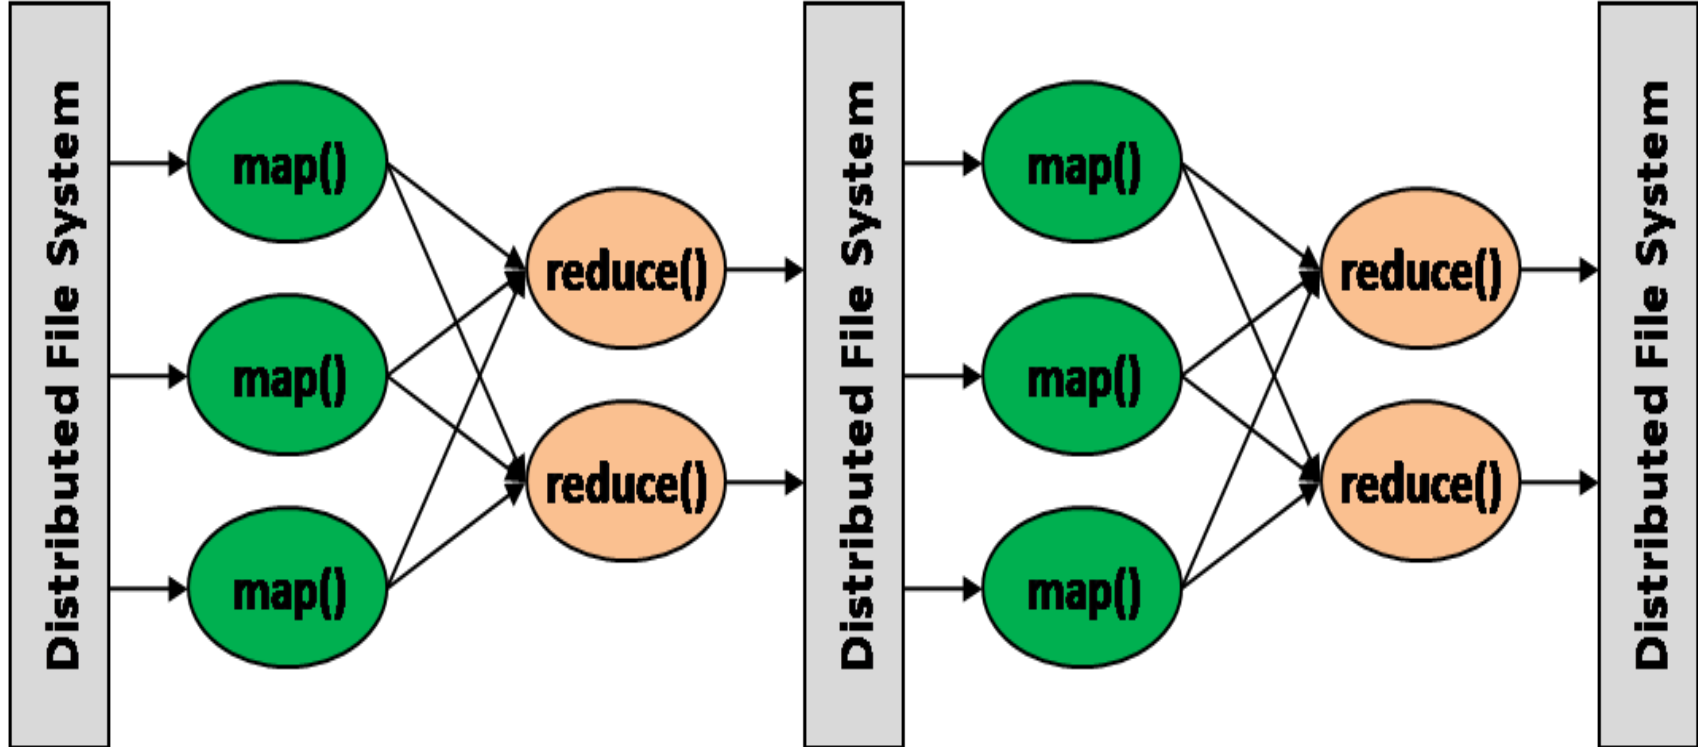 Distributed File System
map()
map()
map()
reduce()
reduce()
Distributed File System
map()
map()
map()
reduce()
reduce()
Distributed File System